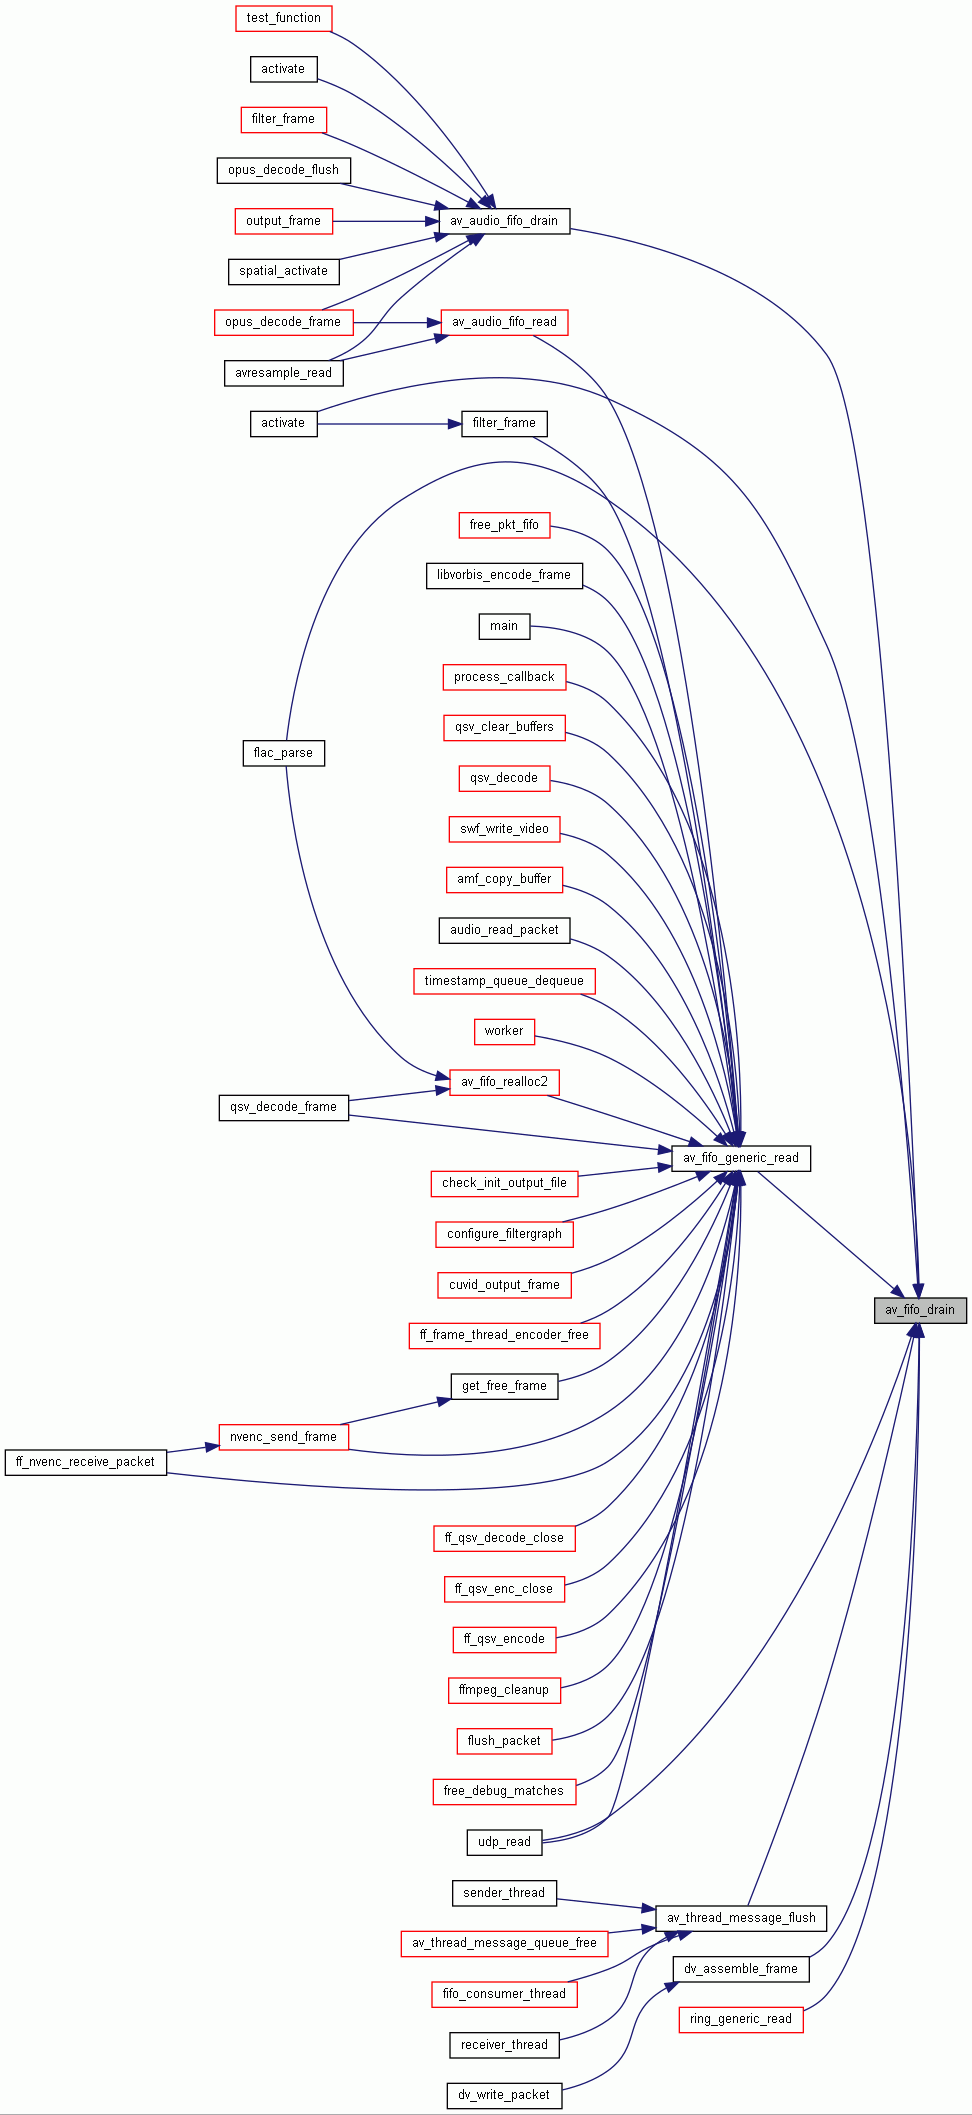 test_function
activate
filter_frame
opus_decode_flush
av_audio_fifo_drain
output_frame
spatial_activate
opus_decode_frame
av_audio_fifo_read
avresample_read
activate
filter_frame
free_pkt_fifo
libvorbis_encode_frame
main
process_callback
qsv_clear_buffers
flac_parse
qsv_decode
swf_write_video
amf_copy_buffer
audio_read_packet
timestamp_queue_dequeue
worker
av_fifo_realloc2
qsv_decode_frame
av_fifo_generic_read
check_init_output_file
configure_filtergraph
cuvid_output_frame
av_fifo_drain
ff_frame_thread_encoder_free
get_free_frame
nvenc_send_frame
ff_nvenc_receive_packet
ff_qsv_decode_close
ff_qsv_enc_close
ff_qsv_encode
ffmpeg_cleanup
flush_packet
free_debug_matches
udp_read
sender_thread
av_thread_message_flush
av_thread_message_queue_free
dv_assemble_frame
fifo_consumer_thread
ring_generic_read
receiver_thread
dv_write_packet